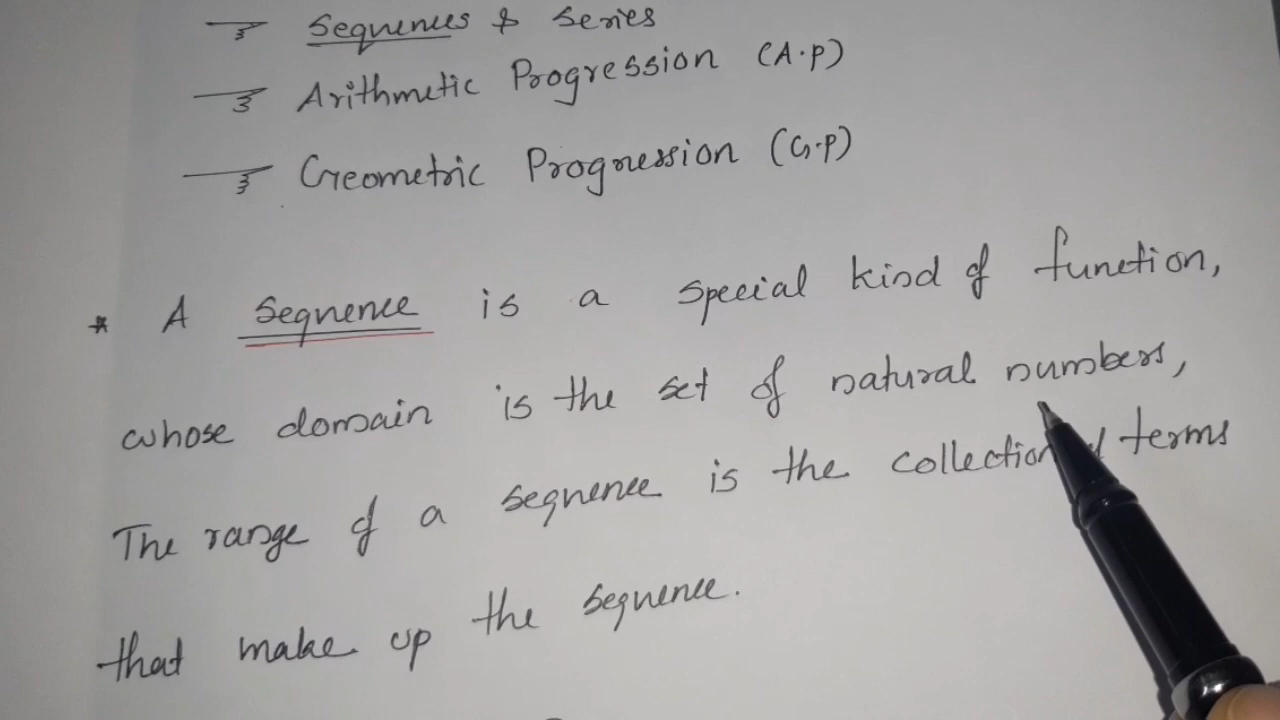 Sequences & Series
Arithmetic Progression (A.P)
Geometric Progression (G.P)
* A Sequence is a special kind of function,
whose domain is the set of natural numbers,
The range of a sequence is the collection of terms
that make up the sequence.